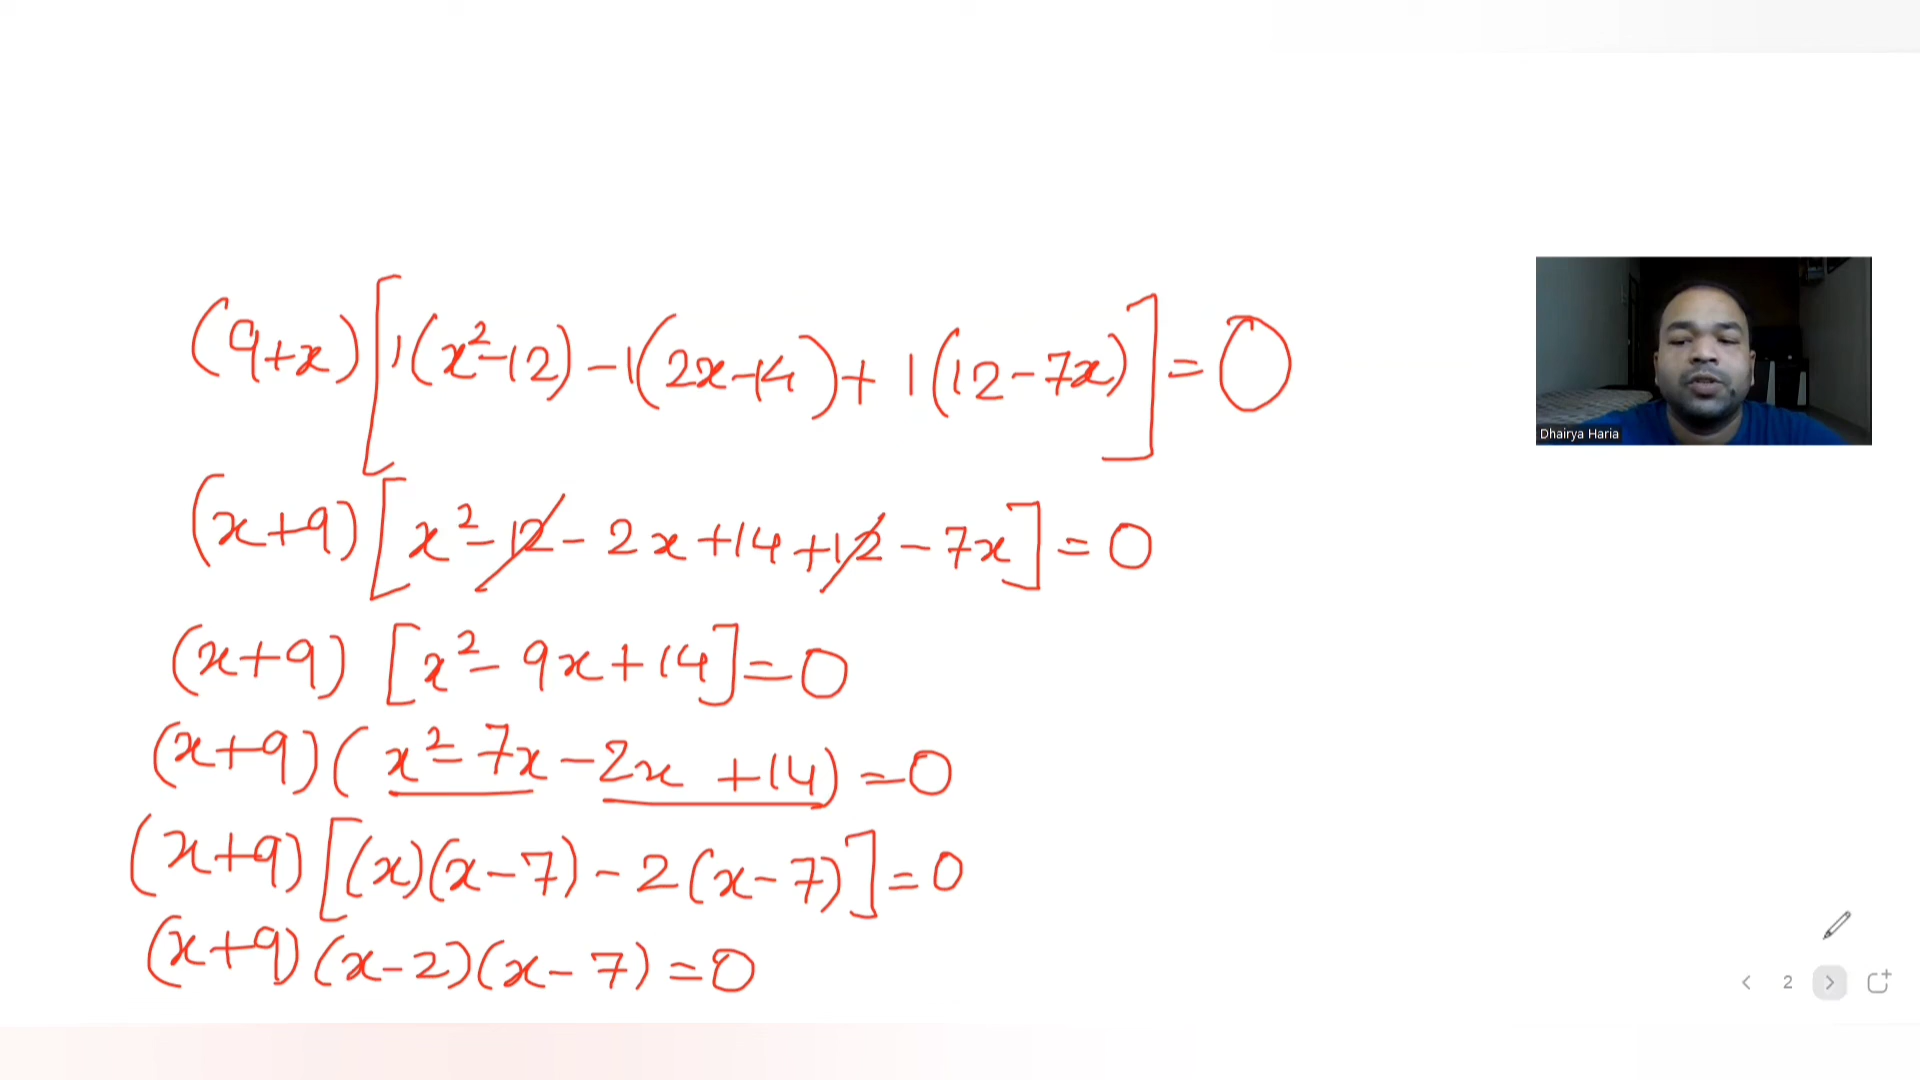 (9+x)[1(x²-12)-1(2x-14)+1(12-7x)]=0
(x+9)[x²-12-2x+14+12-7x]=0
(x+9) [x²-9x+14]=0
(x+9)(x²-7x-2x+14)=0
(x+9)[(x)(x-7)-2(x-7)]=0
(x+9)(x-2)(x-7)=0
Dhairya Haria
2